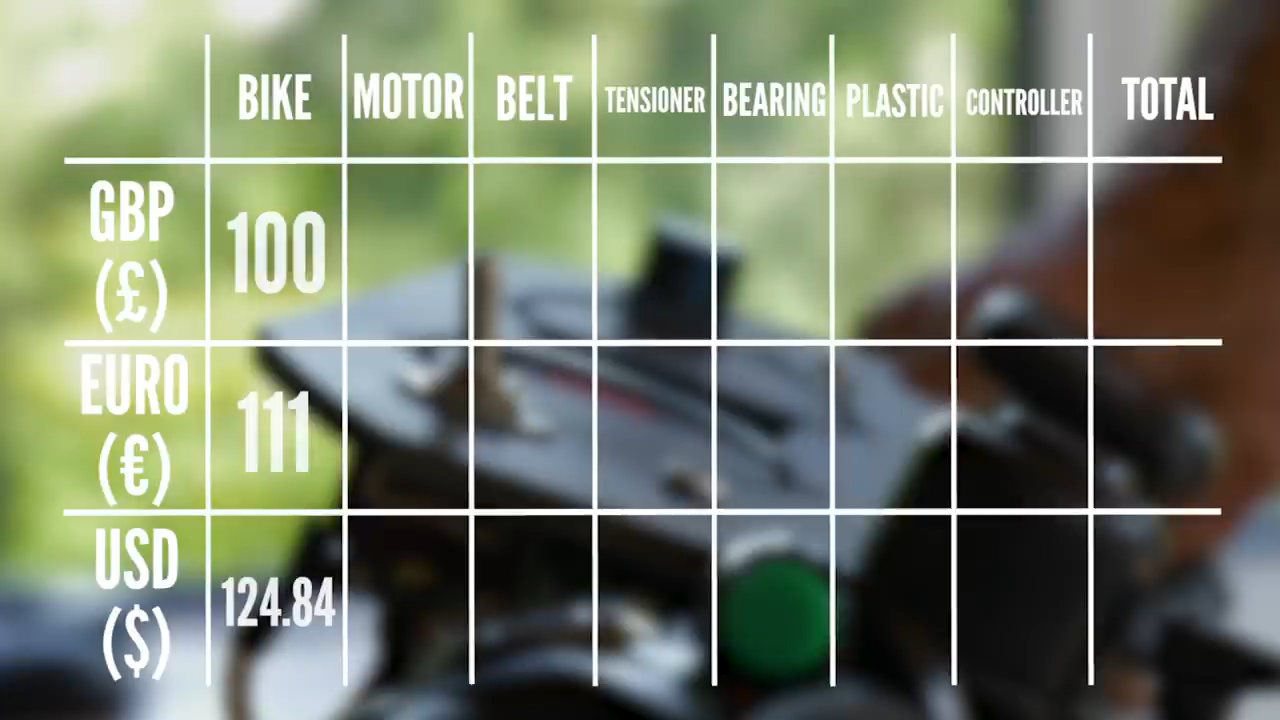 BIKE MOTOR BELT TENSIONER BEARING PLASTIC CONTROLLER TOTAL
GBP
(£)
100
EURO
(€)
111
USD
($)
124.84